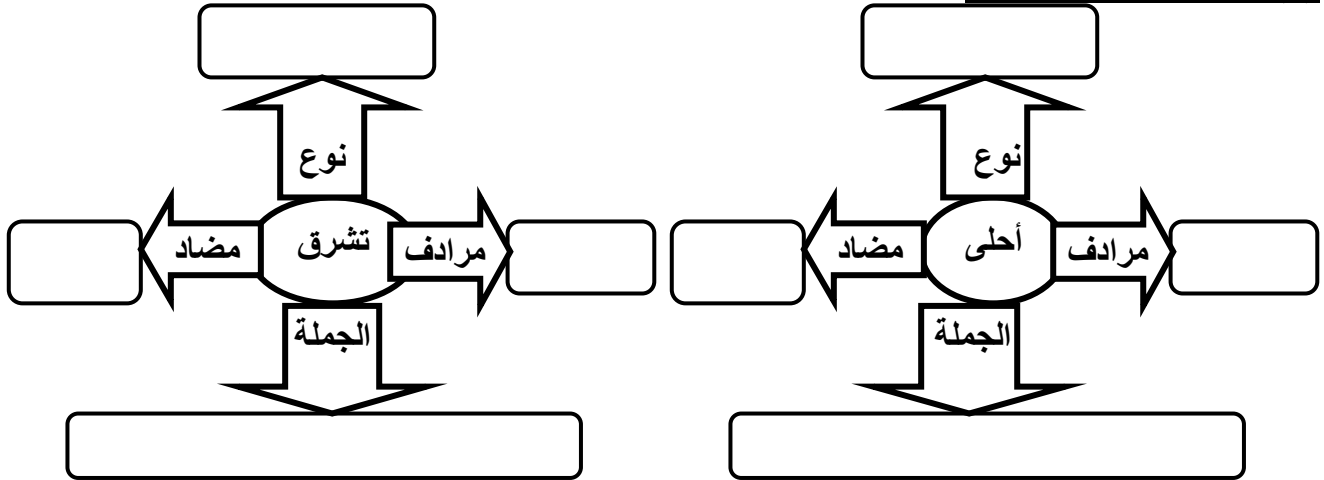 نوع
مرادف
أحلى
مضاد
الجملة
نوع
مرادف
تشرق
مضاد
الجملة